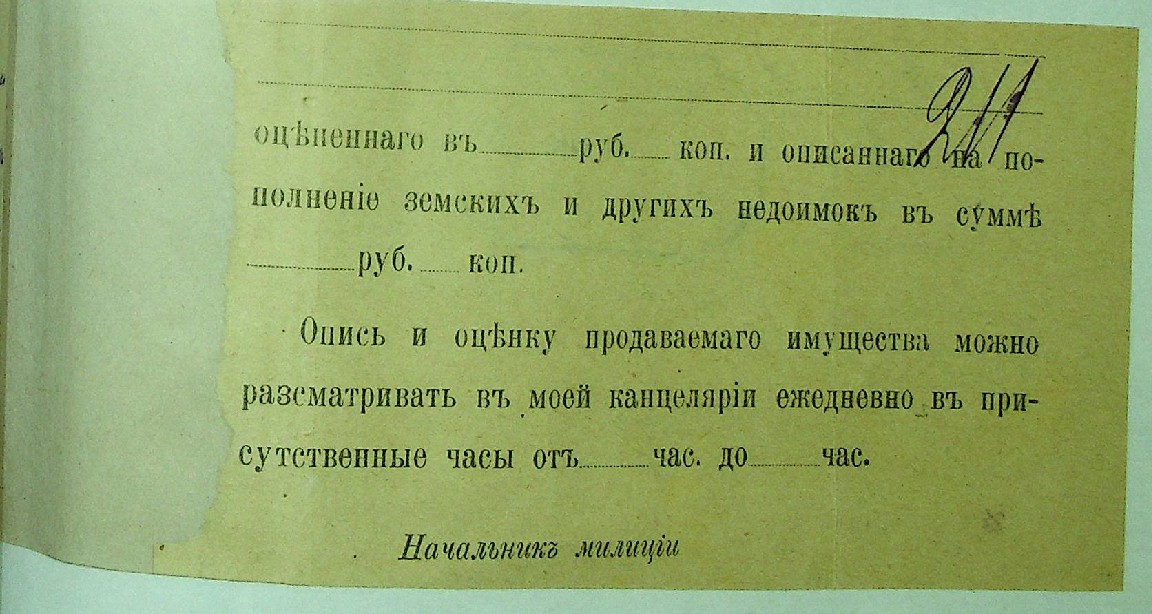 211
оцѣненнаго въ руб. коп. и описаннаго на по-
полненіе земскихъ и другихъ недоимокъ въ суммѣ
руб. коп.
Опись и оцѣнку продаваемаго имущества можно
разсматривать въ моей канцеляріи ежедневно въ при-
сутственные часы отъ час. до час.
Начальникъ милиціи